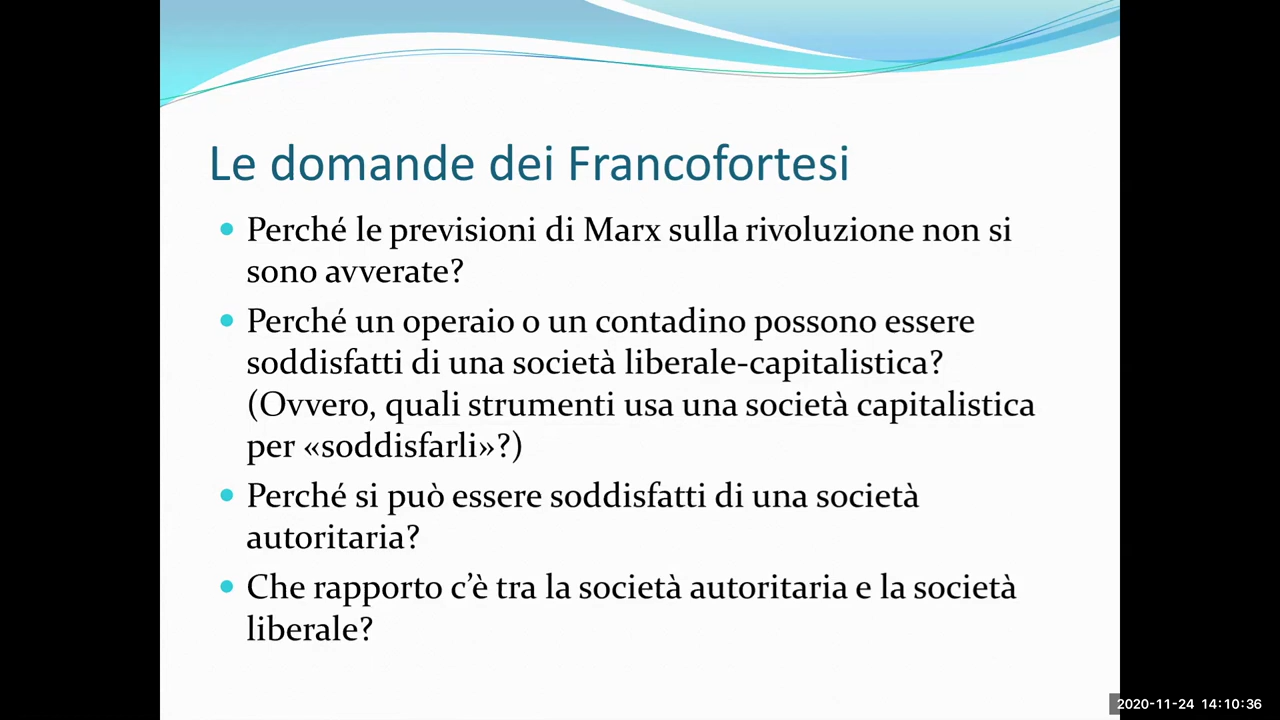 Le domande dei Francofortesi
• Perché le previsioni di Marx sulla rivoluzione non si
sono avverate?
• Perché un operaio o un contadino possono essere
soddisfatti di una società liberale-capitalistica?
(Ovvero, quali strumenti usa una società capitalistica
per «soddisfarli»?)
• Perché si può essere soddisfatti di una società
autoritaria?
• Che rapporto c’è tra la società autoritaria e la società
liberale?
2020-11-24 14:10:36